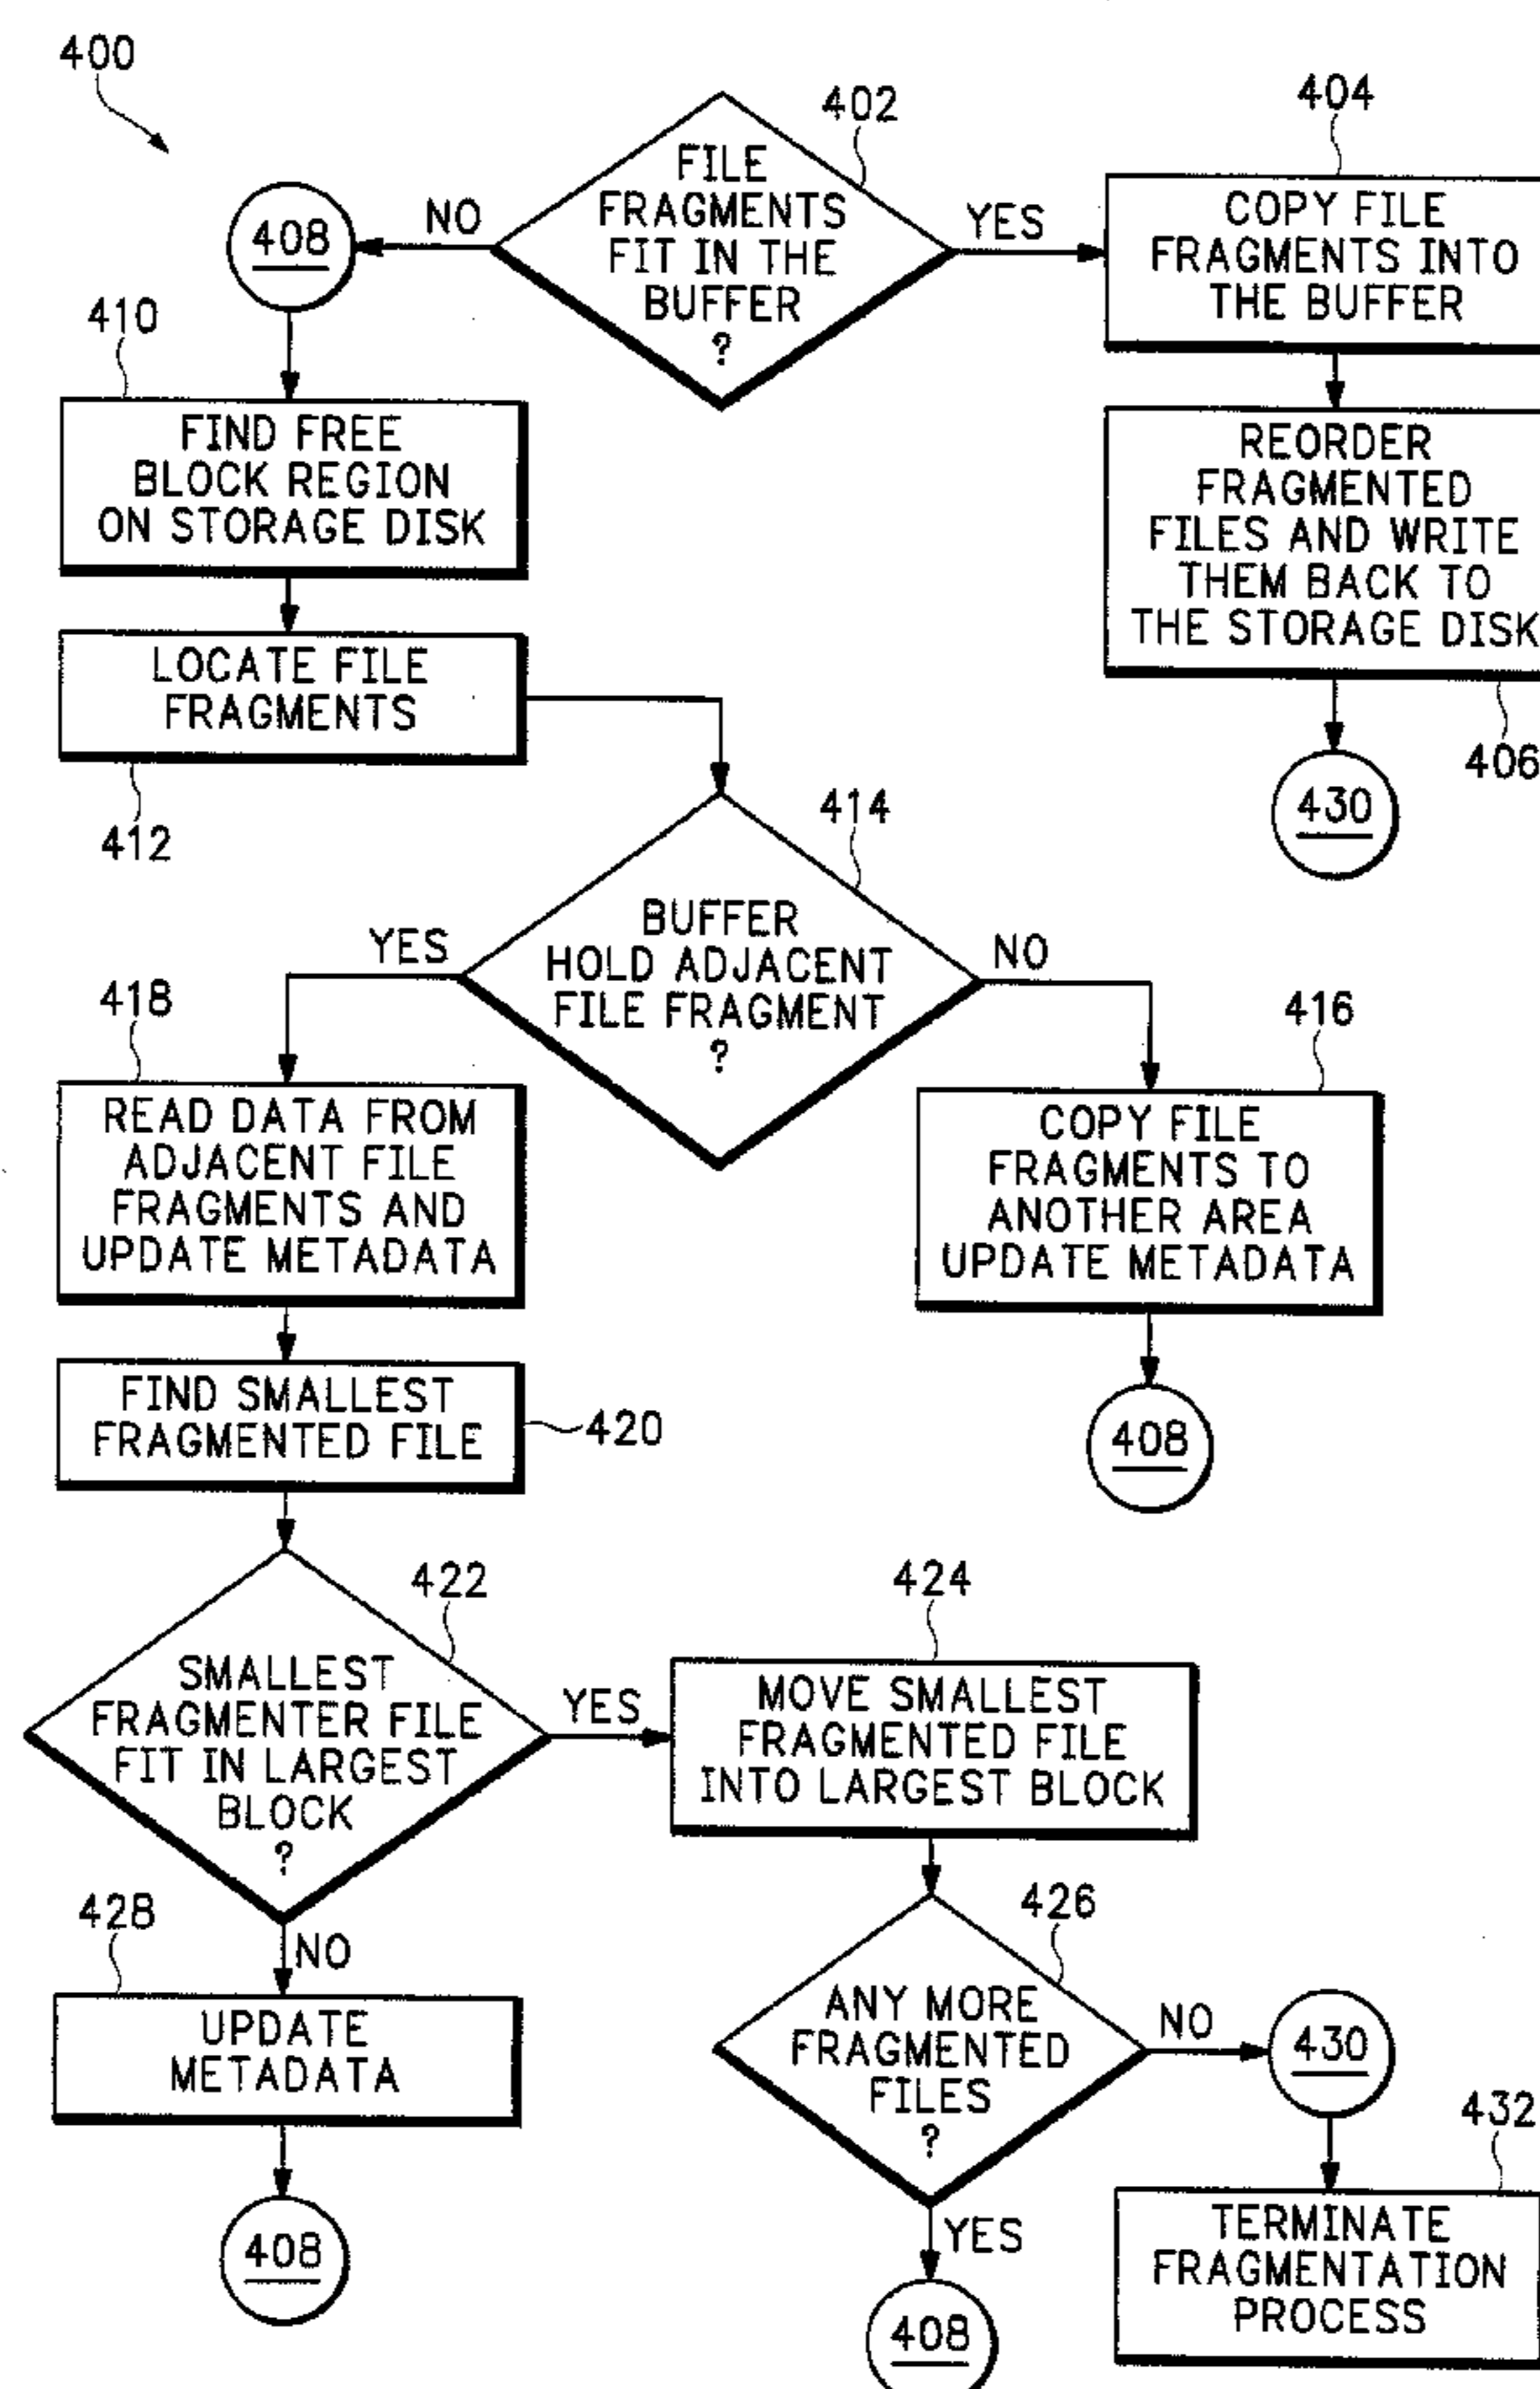 400
402
FILE
FRAGMENTS
FIT IN THE
BUFFER
?
NO
YES
408
404
COPY FILE
FRAGMENTS INTO
THE BUFFER
410
FIND FREE
BLOCK REGION
ON STORAGE DISK
REORDER
FRAGMENTED
FILES AND WRITE
THEM BACK TO
THE STORAGE DISK
406
430
LOCATE FILE
FRAGMENTS
412
414
BUFFER
HOLD ADJACENT
FILE FRAGMENT
?
YES
NO
418
READ DATA FROM
ADJACENT FILE
FRAGMENTS AND
UPDATE METADATA
416
COPY FILE
FRAGMENTS TO
ANOTHER AREA
UPDATE METADATA
408
FIND SMALLEST
FRAGMENTED FILE
420
422
SMALLEST
FRAGMENTER FILE
FIT IN LARGEST
BLOCK
?
YES
424
MOVE SMALLEST
FRAGMENTED FILE
INTO LARGEST BLOCK
428
NO
UPDATE
METADATA
408
426
ANY MORE
FRAGMENTED
FILES
?
NO
430
YES
408
432
TERMINATE
FRAGMENTATION
PROCESS